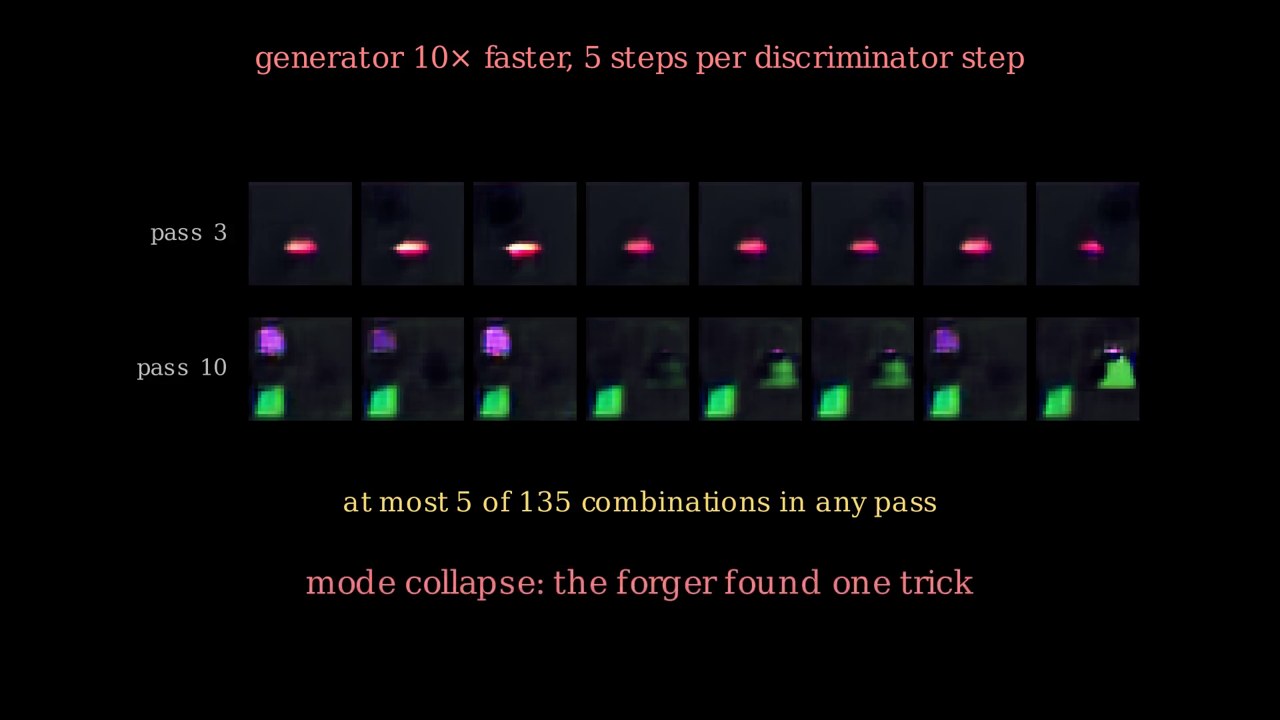 generator 10× faster, 5 steps per discriminator step
pass 3
pass 10
at most 5 of 135 combinations in any pass
mode collapse: the forger found one trick